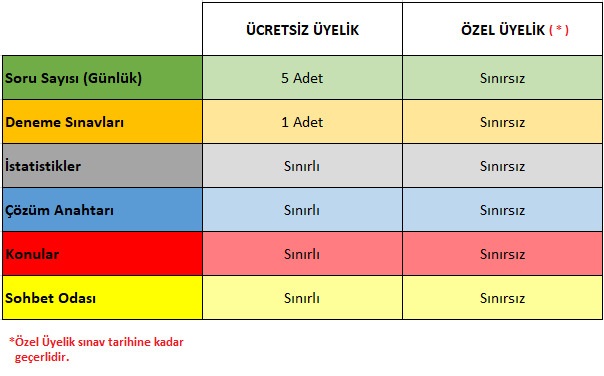 ÜCRETSİZ ÜYELİK ÖZEL ÜYELİK ( * )
Soru Sayısı (Günlük) 5 Adet Sınırsız
Deneme Sınavları 1 Adet Sınırsız
İstatistikler Sınırlı Sınırsız
Çözüm Anahtarı Sınırlı Sınırsız
Konular Sınırlı Sınırsız
Sohbet Odası Sınırlı Sınırsız
*Özel Üyelik sınav tarihine kadar
geçerlidir.